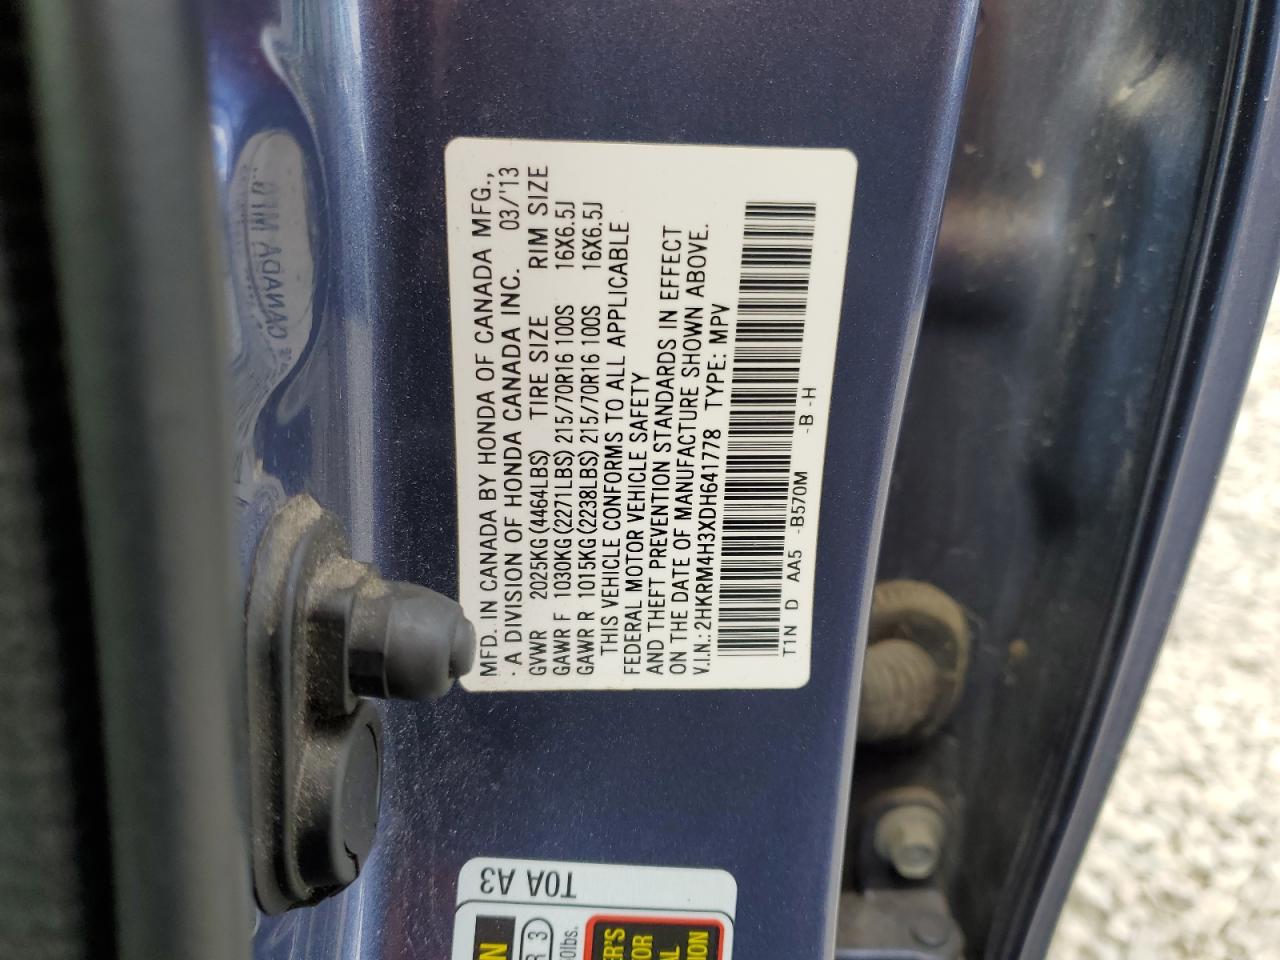 MFD. IN CANADA BY HONDA OF CANADA MFG.,
· A DIVISION OF HONDA CANADA INC. 03/'13
GVWR 2025KG (4464LBS) TIRE SIZE RIM SIZE
GAWR F 1030KG (2271LBS) 215/70R16 100S 16X6.5J
GAWR R 1015KG (2238LBS) 215/70R16 100S 16X6.5J
THIS VEHICLE CONFORMS TO ALL APPLICABLE
FEDERAL MOTOR VEHICLE SAFETY
AND THEFT PREVENTION STANDARDS IN EFFECT
ON THE DATE OF MANUFACTURE SHOWN ABOVE.
V.I.N.: 2HKRM4H3XDH641778 TYPE: MPV
T1N D AA5 -B570M -B -H
T0A A3